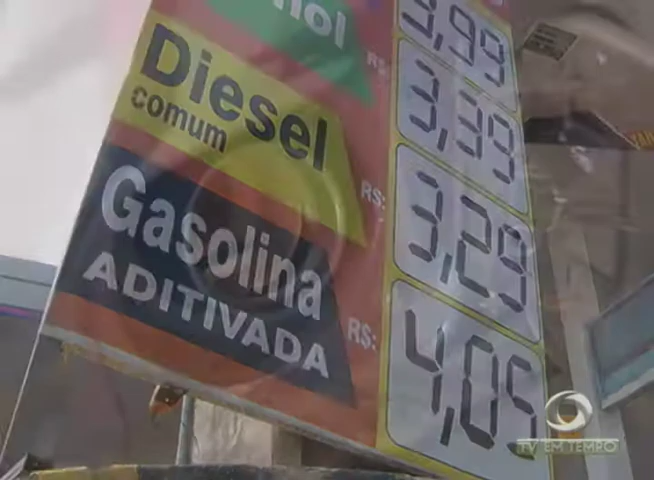 nol
R$:
3,99
3,39
Diesel
comum
R$:
3,29
Gasolina
ADITIVADA
R$:
4,05
TV EM TEMPO